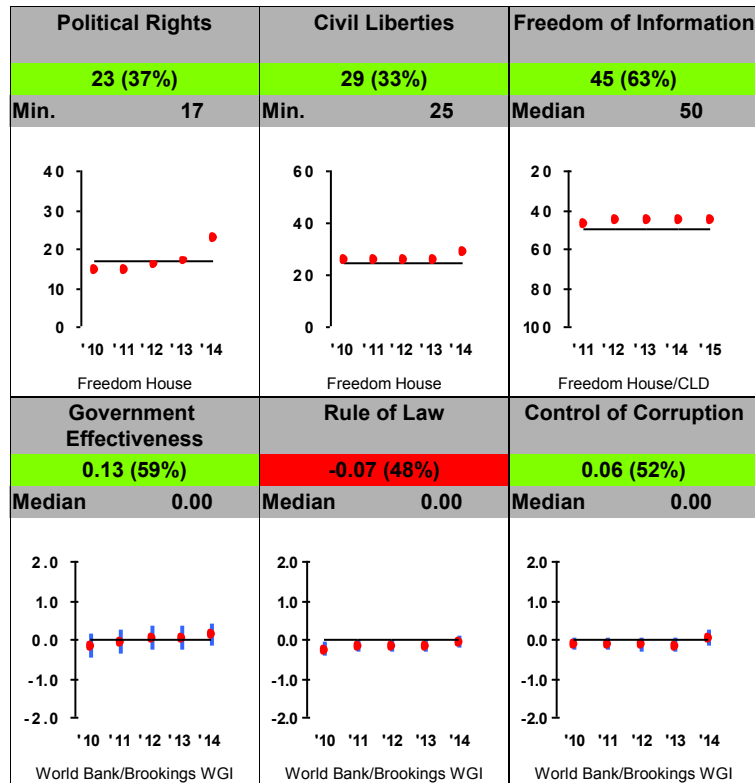 Political Rights
23 (37%)
Min. 17
40
30
20
10
0
'10 '11 '12 '13 '14
Freedom House
Civil Liberties
29 (33%)
Min. 25
60
40
20
0
'10 '11 '12 '13 '14
Freedom House
Freedom of Information
45 (63%)
Median 50
20
40
60
80
100
'11 '12 '13 '14 '15
Freedom House/CLD
Government
Effectiveness
0.13 (59%)
Median 0.00
2.0
1.0
0.0
-1.0
-2.0
'10 '11 '12 '13 '14
World Bank/Brookings WGI
Rule of Law
-0.07 (48%)
Median 0.00
2.0
1.0
0.0
-1.0
-2.0
'10 '11 '12 '13 '14
World Bank/Brookings WGI
Control of Corruption
0.06 (52%)
Median 0.00
2.0
1.0
0.0
-1.0
-2.0
'10 '11 '12 '13 '14
World Bank/Brookings WGI